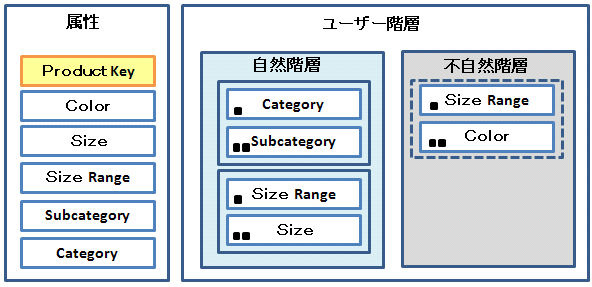 属性
Product Key
Color
Size
Size Range
Subcategory
Category
ユーザー階層
自然階層
Category
Subcategory
Size Range
Size
不自然階層
Size Range
Color